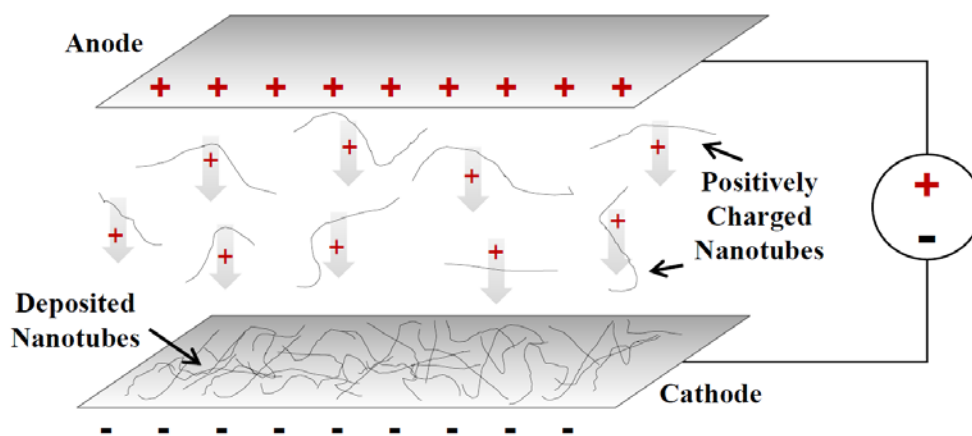 Anode
+ + + + + + + + +
+ + + + +
Positively
Charged
Nanotubes
+
-
+ + + + +
Deposited
Nanotubes
Cathode
- - - - - - - - -